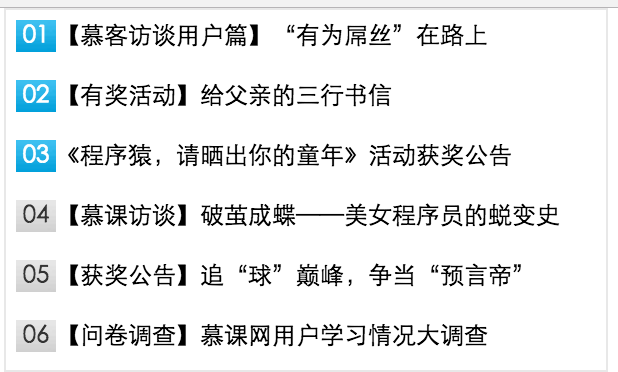 01【慕客访谈用户篇】“有为屌丝”在路上
02【有奖活动】给父亲的三行书信
03《程序猿，请晒出你的童年》活动获奖公告
04【慕课访谈】破茧成蝶——美女程序员的蜕变史
05【获奖公告】追“球”巅峰，争当“预言帝”
06【问卷调查】慕课网用户学习情况大调查